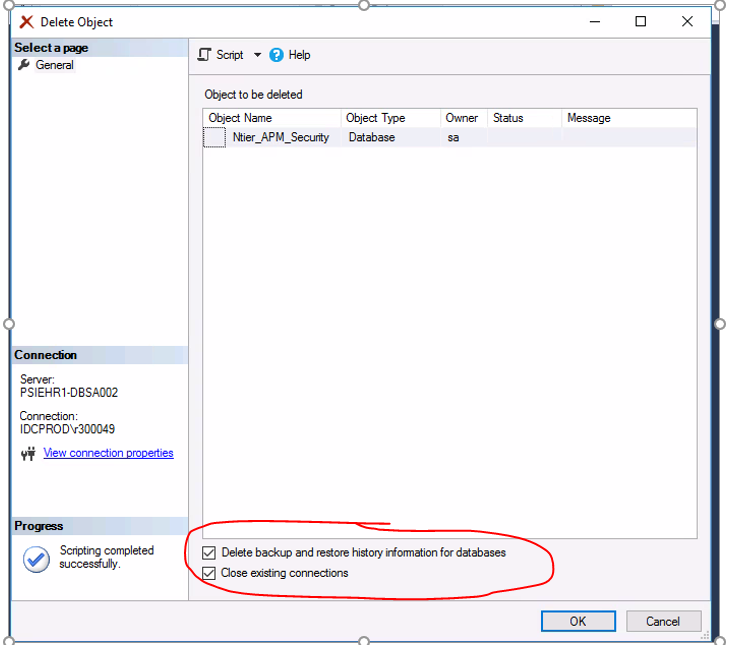 Delete Object
Select a page
General
Script Help
Object to be deleted
Object Name Object Type Owner Status Message
Ntier_APM_Security Database sa
Connection
Server:
PSIEHR1-DBSA002
Connection:
IDCPROD\r300049
View connection properties
Progress
Scripting completed
successfully.
Delete backup and restore history information for databases
Close existing connections
OK Cancel